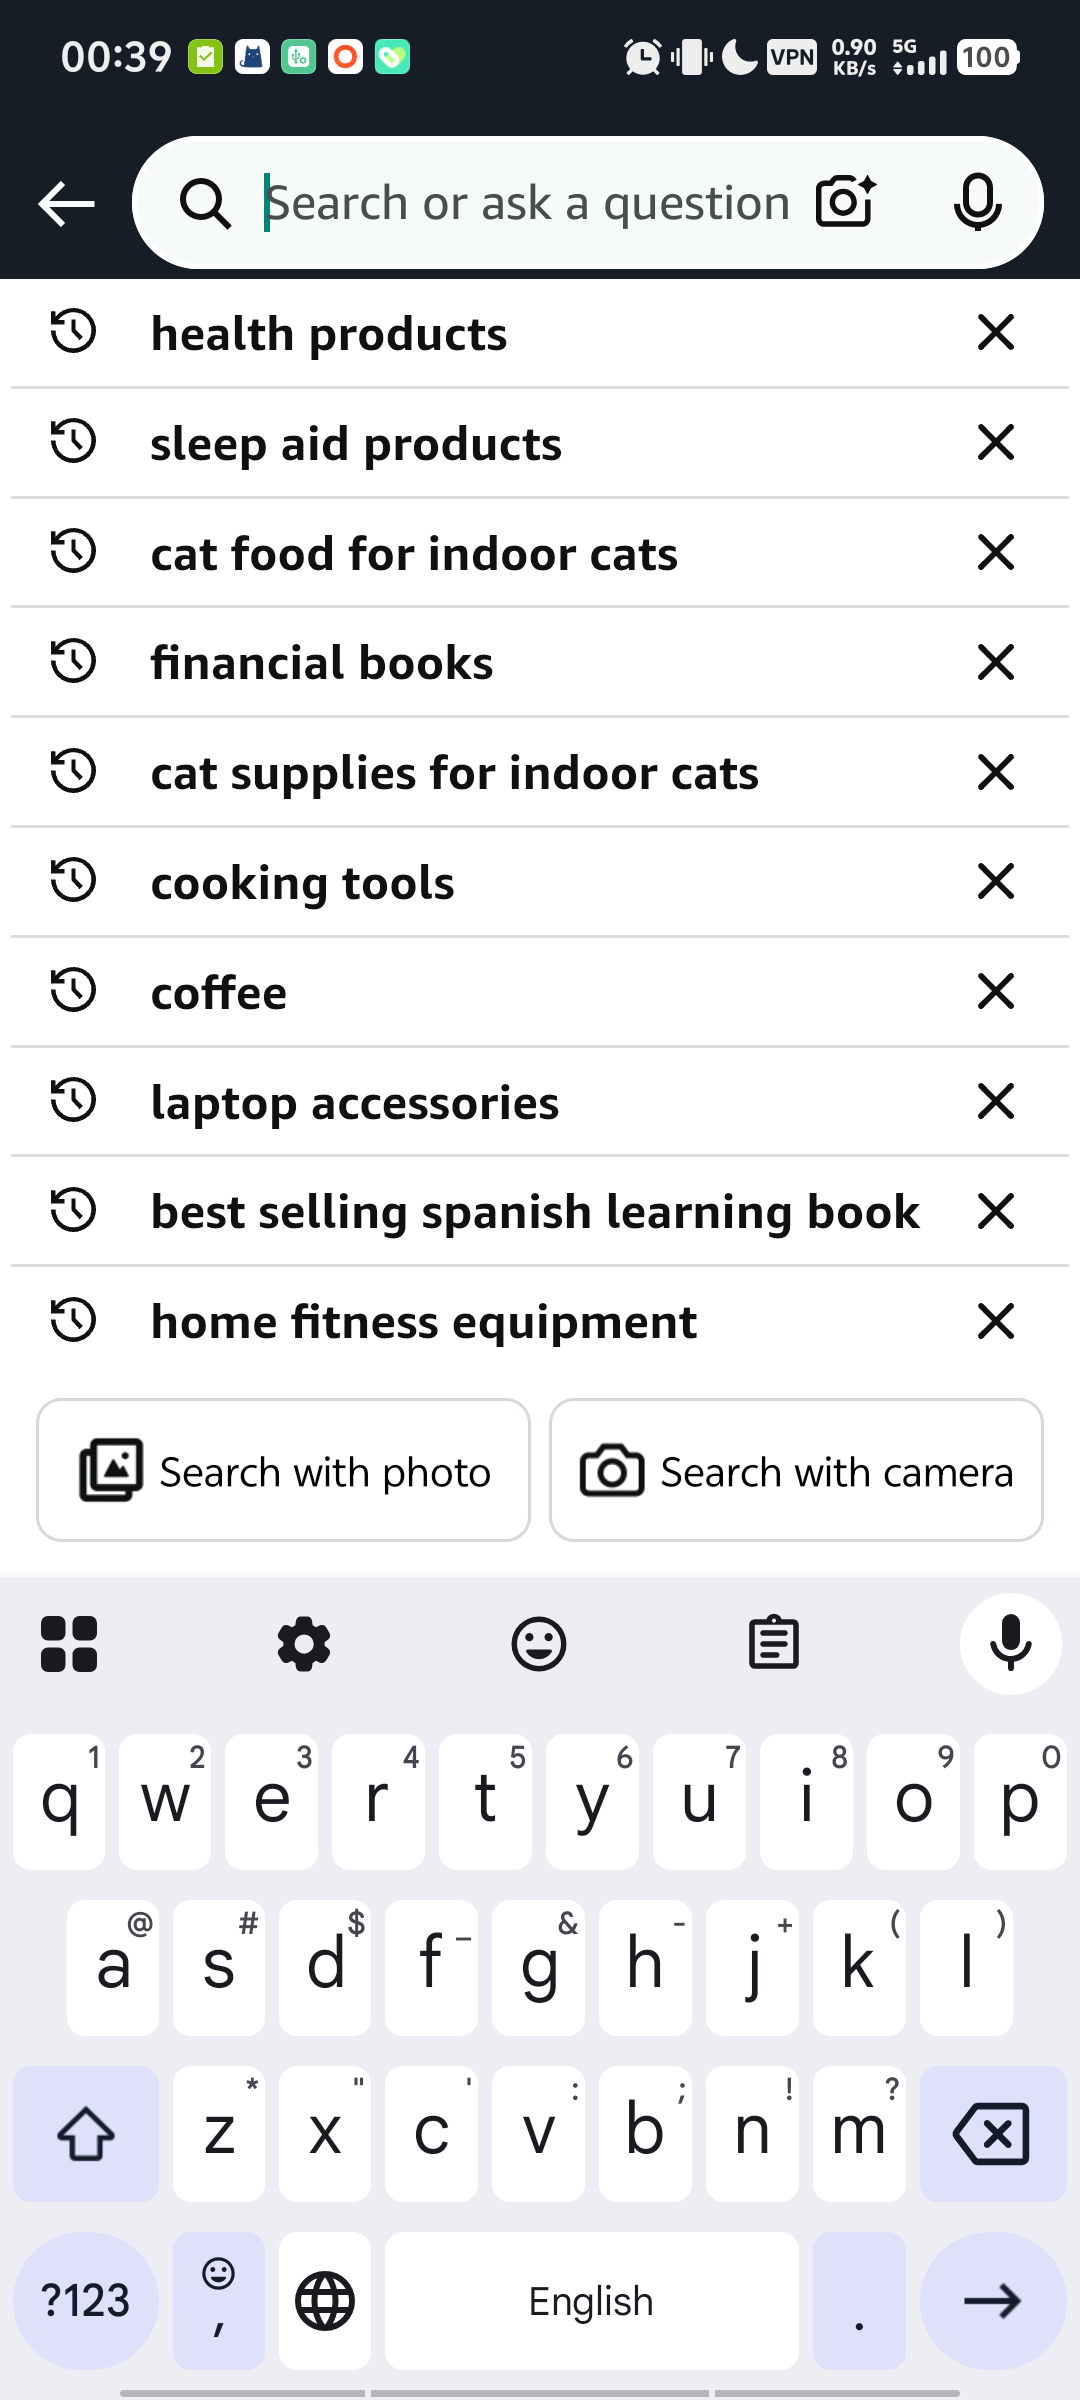 00:39
VPN
0.90
KB/s
5G
100
Search or ask a question
health products
sleep aid products
cat food for indoor cats
financial books
cat supplies for indoor cats
cooking tools
coffee
laptop accessories
best selling spanish learning book
home fitness equipment
Search with photo
Search with camera
1 2 3 4 5 6 7 8 9 0
q w e r t y u i o p
@ # $ _ & - + ( )
a s d f g h j k l
* " ' : ; ! ?
z x c v b n m
?123 , English .